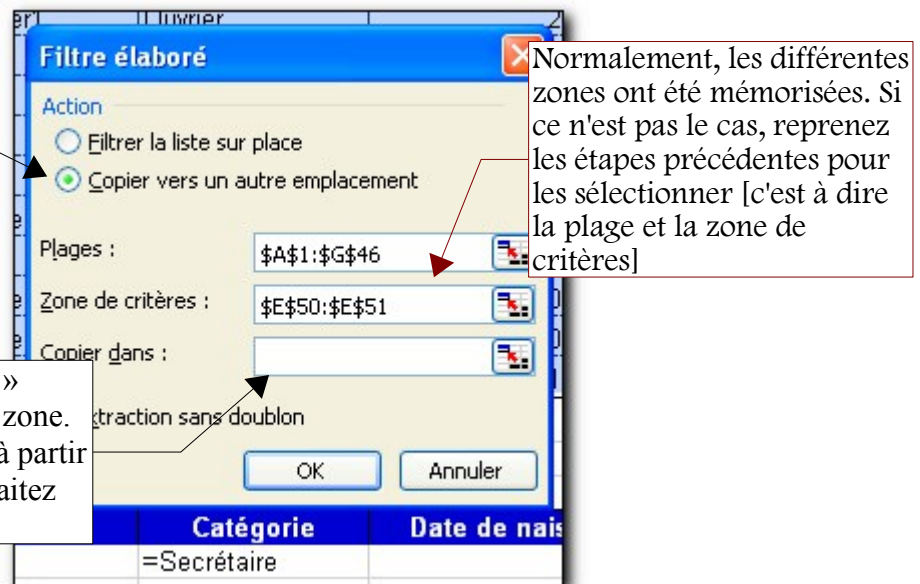 Ouvrier
Filtre élaboré
Action
Filtrer la liste sur place
Copier vers un autre emplacement
Plages :
$A$1:$G$46
Zone de critères :
$E$50:$E$51
Copier dans :
traction sans doublon
OK
Annuler
Normalement, les différentes
zones ont été mémorisées. Si
ce n'est pas le cas, reprenez
les étapes précédentes pour
les sélectionner [c'est à dire
la plage et la zone de
critères]
»
zone.
à partir
aitez
Catégorie
Date de nais
=Secrétaire